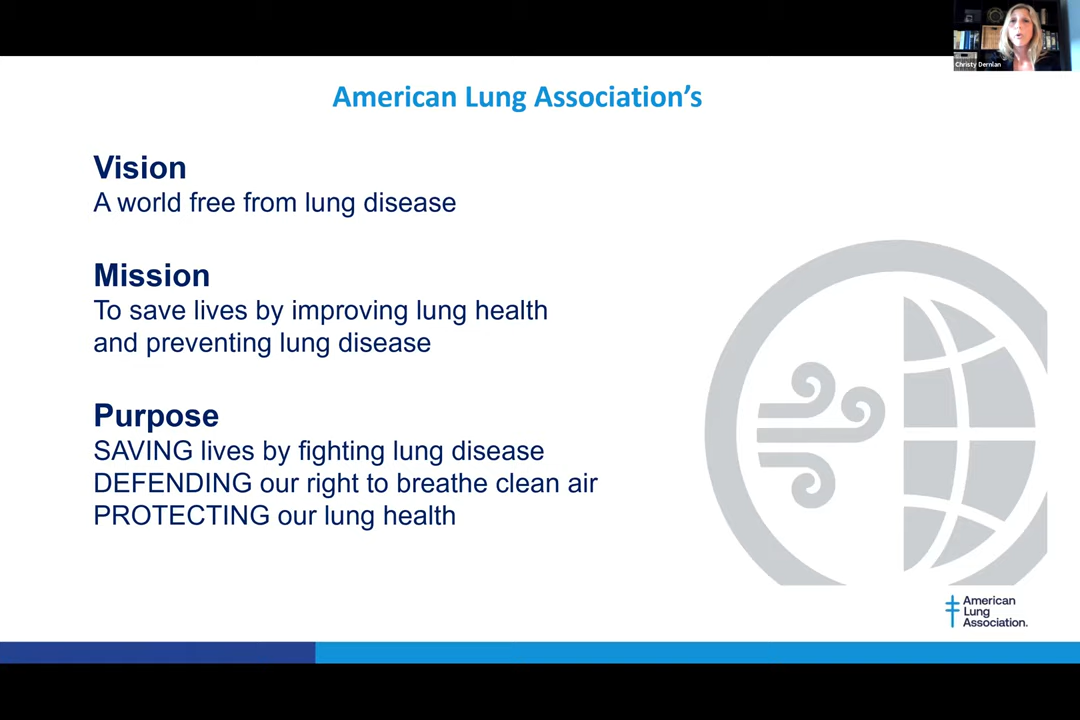 Christy Dernlan
American Lung Association's
Vision
A world free from lung disease
Mission
To save lives by improving lung health
and preventing lung disease
Purpose
SAVING lives by fighting lung disease
DEFENDING our right to breathe clean air
PROTECTING our lung health
American
Lung
Association.